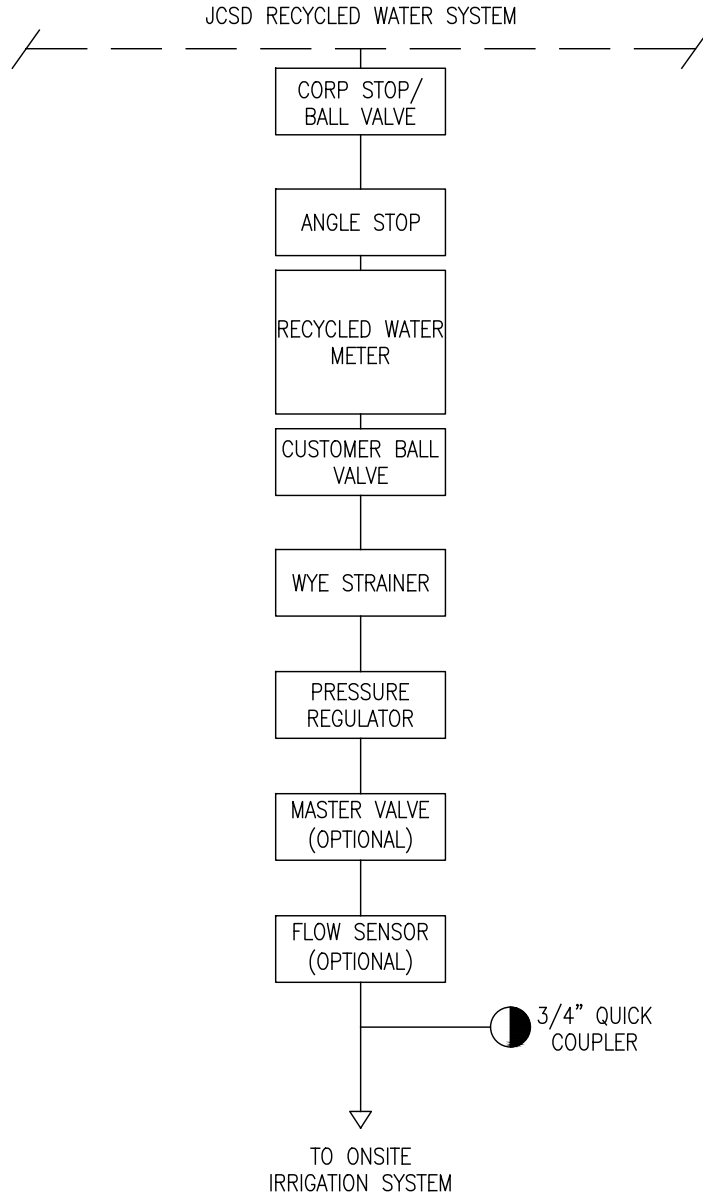 JCSD RECYCLED WATER SYSTEM
CORP STOP/
BALL VALVE
ANGLE STOP
RECYCLED WATER
METER
CUSTOMER BALL
VALVE
WYE STRAINER
PRESSURE
REGULATOR
MASTER VALVE
(OPTIONAL)
FLOW SENSOR
(OPTIONAL)
3/4” QUICK
COUPLER
TO ONSITE
IRRIGATION SYSTEM